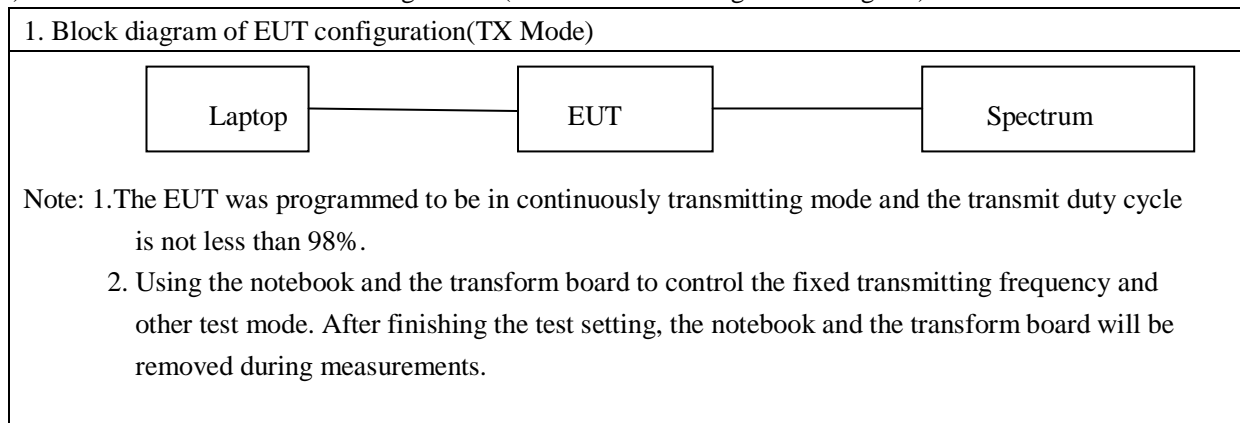 1. Block diagram of EUT configuration(TX Mode)
Laptop EUT Spectrum
Note: 1.The EUT was programmed to be in continuously transmitting mode and the transmit duty cycle
is not less than 98%.
2. Using the notebook and the transform board to control the fixed transmitting frequency and
other test mode. After finishing the test setting, the notebook and the transform board will be
removed during measurements.